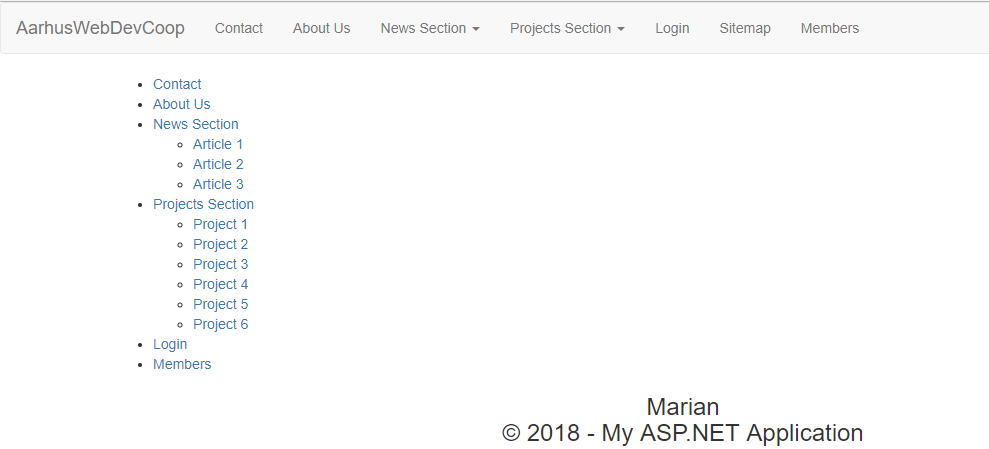 AarhusWebDevCoop Contact About Us News Section Projects Section Login Sitemap Members
Contact
About Us
News Section
Article 1
Article 2
Article 3
Projects Section
Project 1
Project 2
Project 3
Project 4
Project 5
Project 6
Login
Members
Marian
© 2018 - My ASP.NET Application